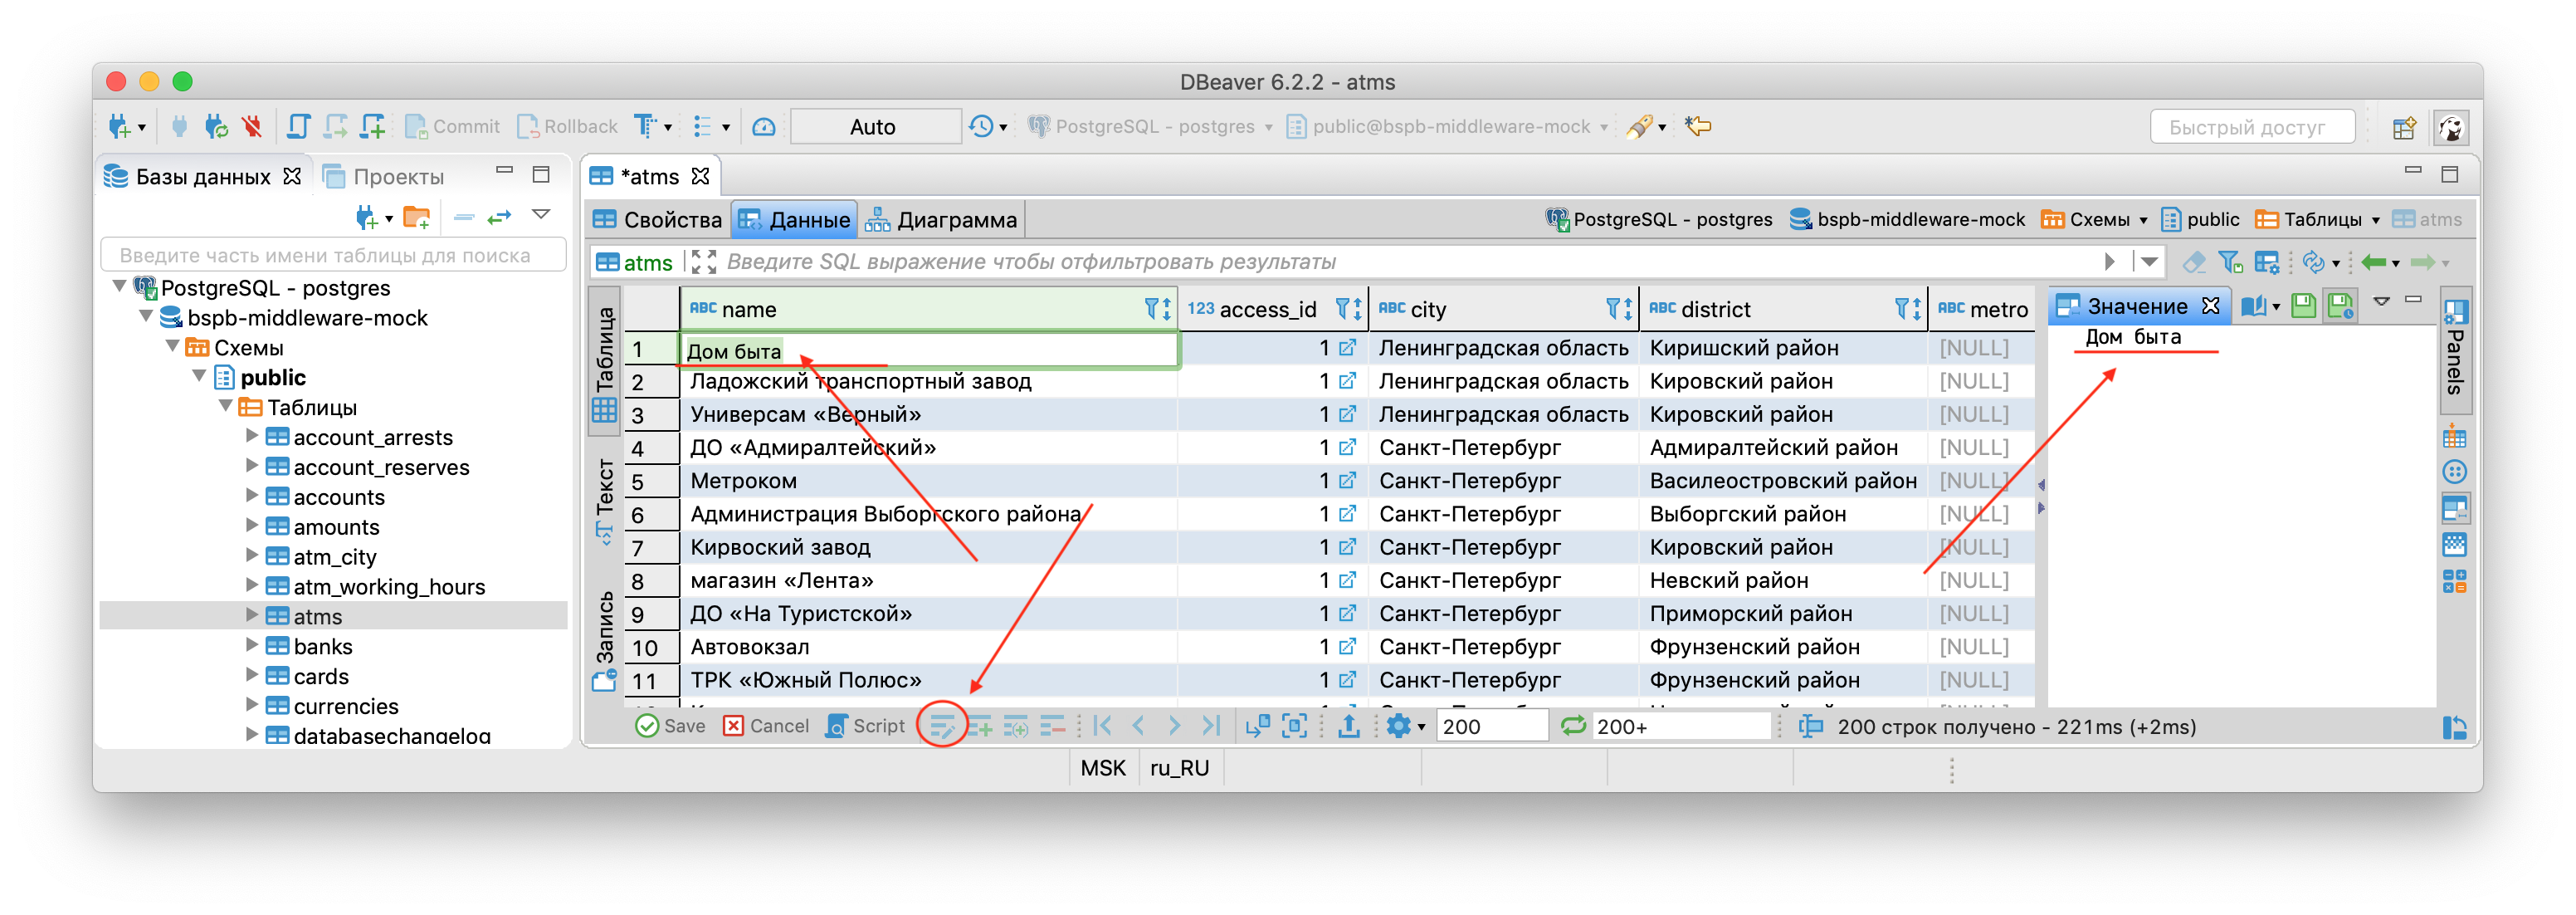 DBeaver 6.2.2 - atms
Commit Rollback Auto PostgreSQL - postgres public@bspb-middleware-mock Быстрый доступ
Базы данных Проекты
Введите часть имени таблицы для поиска
PostgreSQL - postgres
bspb-middleware-mock
Схемы
public
Таблицы
account_arrests
account_reserves
accounts
amounts
atm_city
atm_working_hours
atms
banks
cards
currencies
databasechangelog
*atms
Свойства Данные Диаграмма PostgreSQL - postgres bspb-middleware-mock Схемы public Таблицы atms
atms Введите SQL выражение чтобы отфильтровать результаты
Таблица
Текст
Запись
ABC name 123 access_id ABC city ABC district ABC metro
1 Дом быта 1 Ленинградская область Киришский район [NULL]
2 Ладожский транспортный завод 1 Ленинградская область Кировский район [NULL]
3 Универсам «Верный» 1 Ленинградская область Кировский район [NULL]
4 ДО «Адмиралтейский» 1 Санкт-Петербург Адмиралтейский район [NULL]
5 Метроком 1 Санкт-Петербург Василеостровский район [NULL]
6 Администрация Выборгского района 1 Санкт-Петербург Выборгский район [NULL]
7 Кирвоский завод 1 Санкт-Петербург Кировский район [NULL]
8 магазин «Лента» 1 Санкт-Петербург Невский район [NULL]
9 ДО «На Туристской» 1 Санкт-Петербург Приморский район [NULL]
10 Автовокзал 1 Санкт-Петербург Фрунзенский район [NULL]
11 ТРК «Южный Полюс» 1 Санкт-Петербург Фрунзенский район [NULL]
Значение
Дом быта
Panels
Save Cancel Script 200 200+ 200 строк получено - 221ms (+2ms)
MSK ru_RU